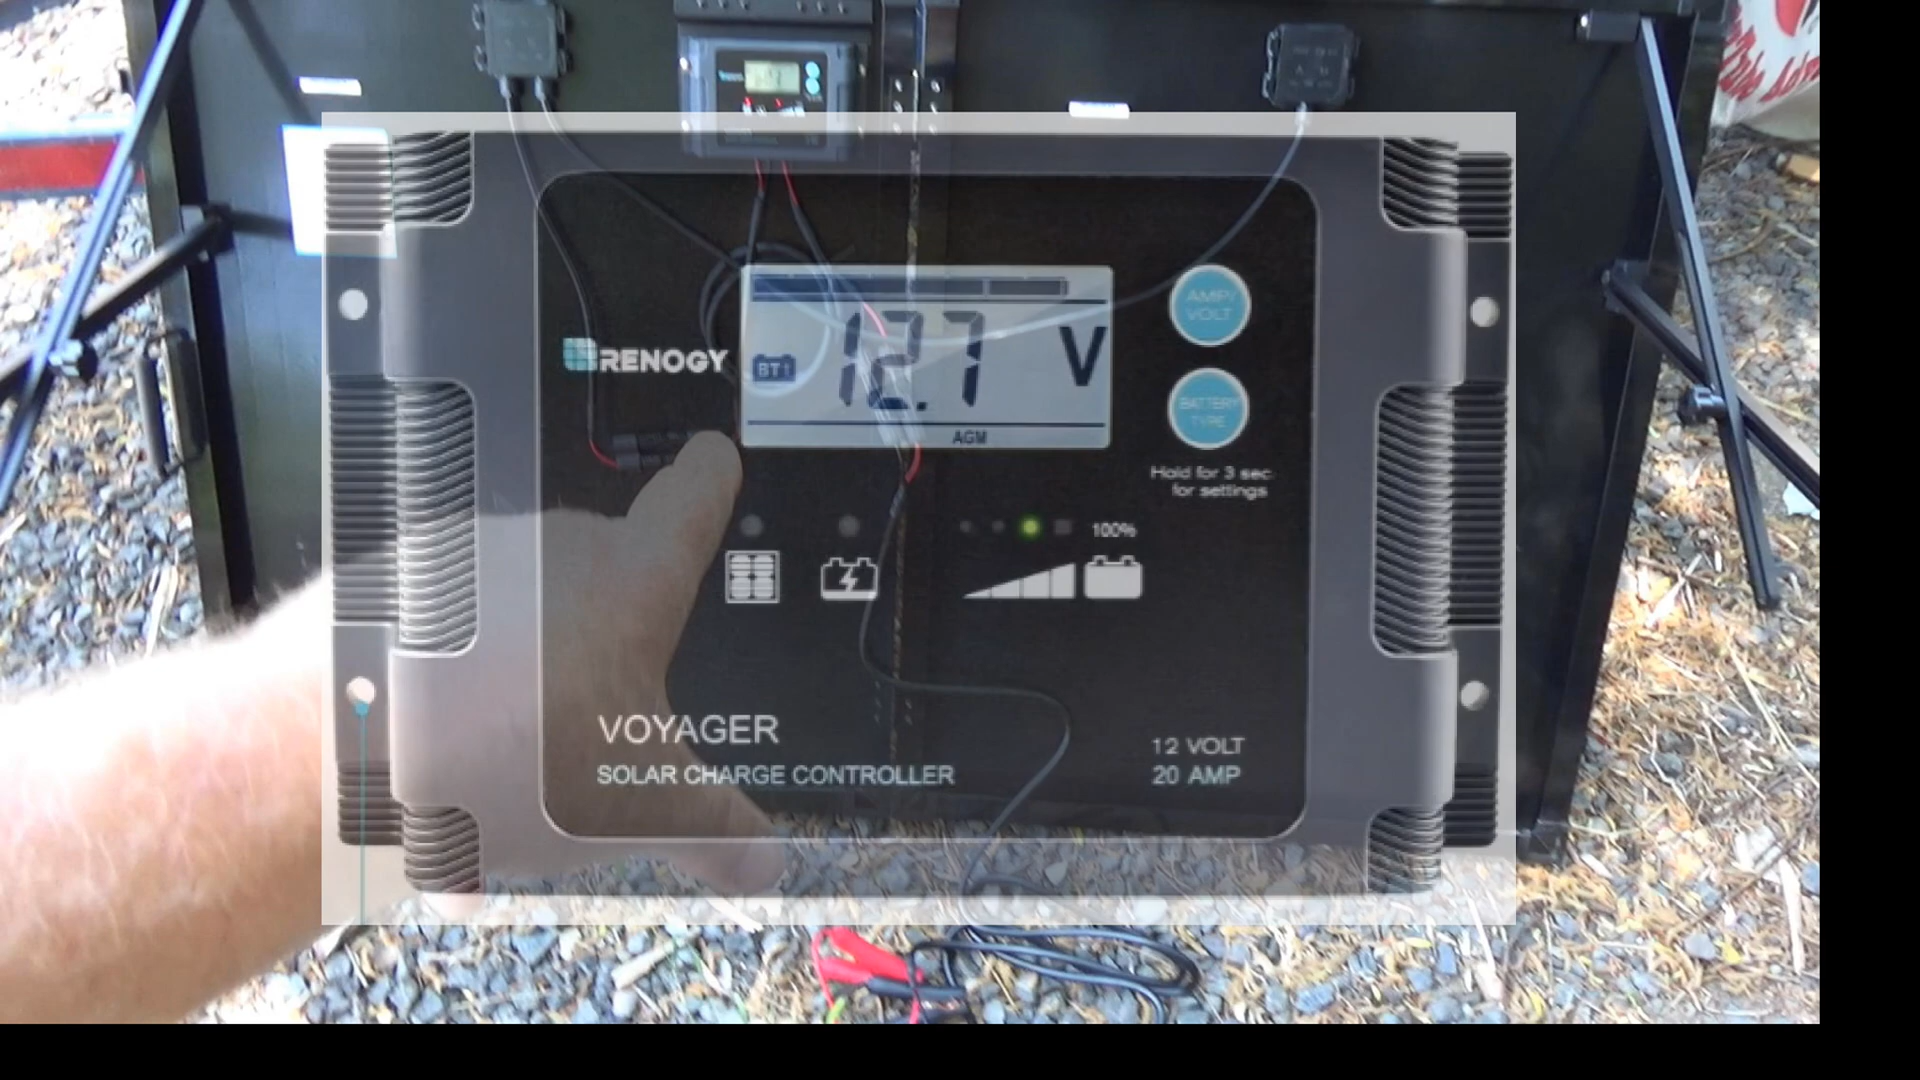 RENOGY
BT1
12.7 V
AGM
AMP/
VOLT
BATTERY
TYPE
Hold for 3 sec
for settings
100%
VOYAGER
SOLAR CHARGE CONTROLLER
12 VOLT
20 AMP